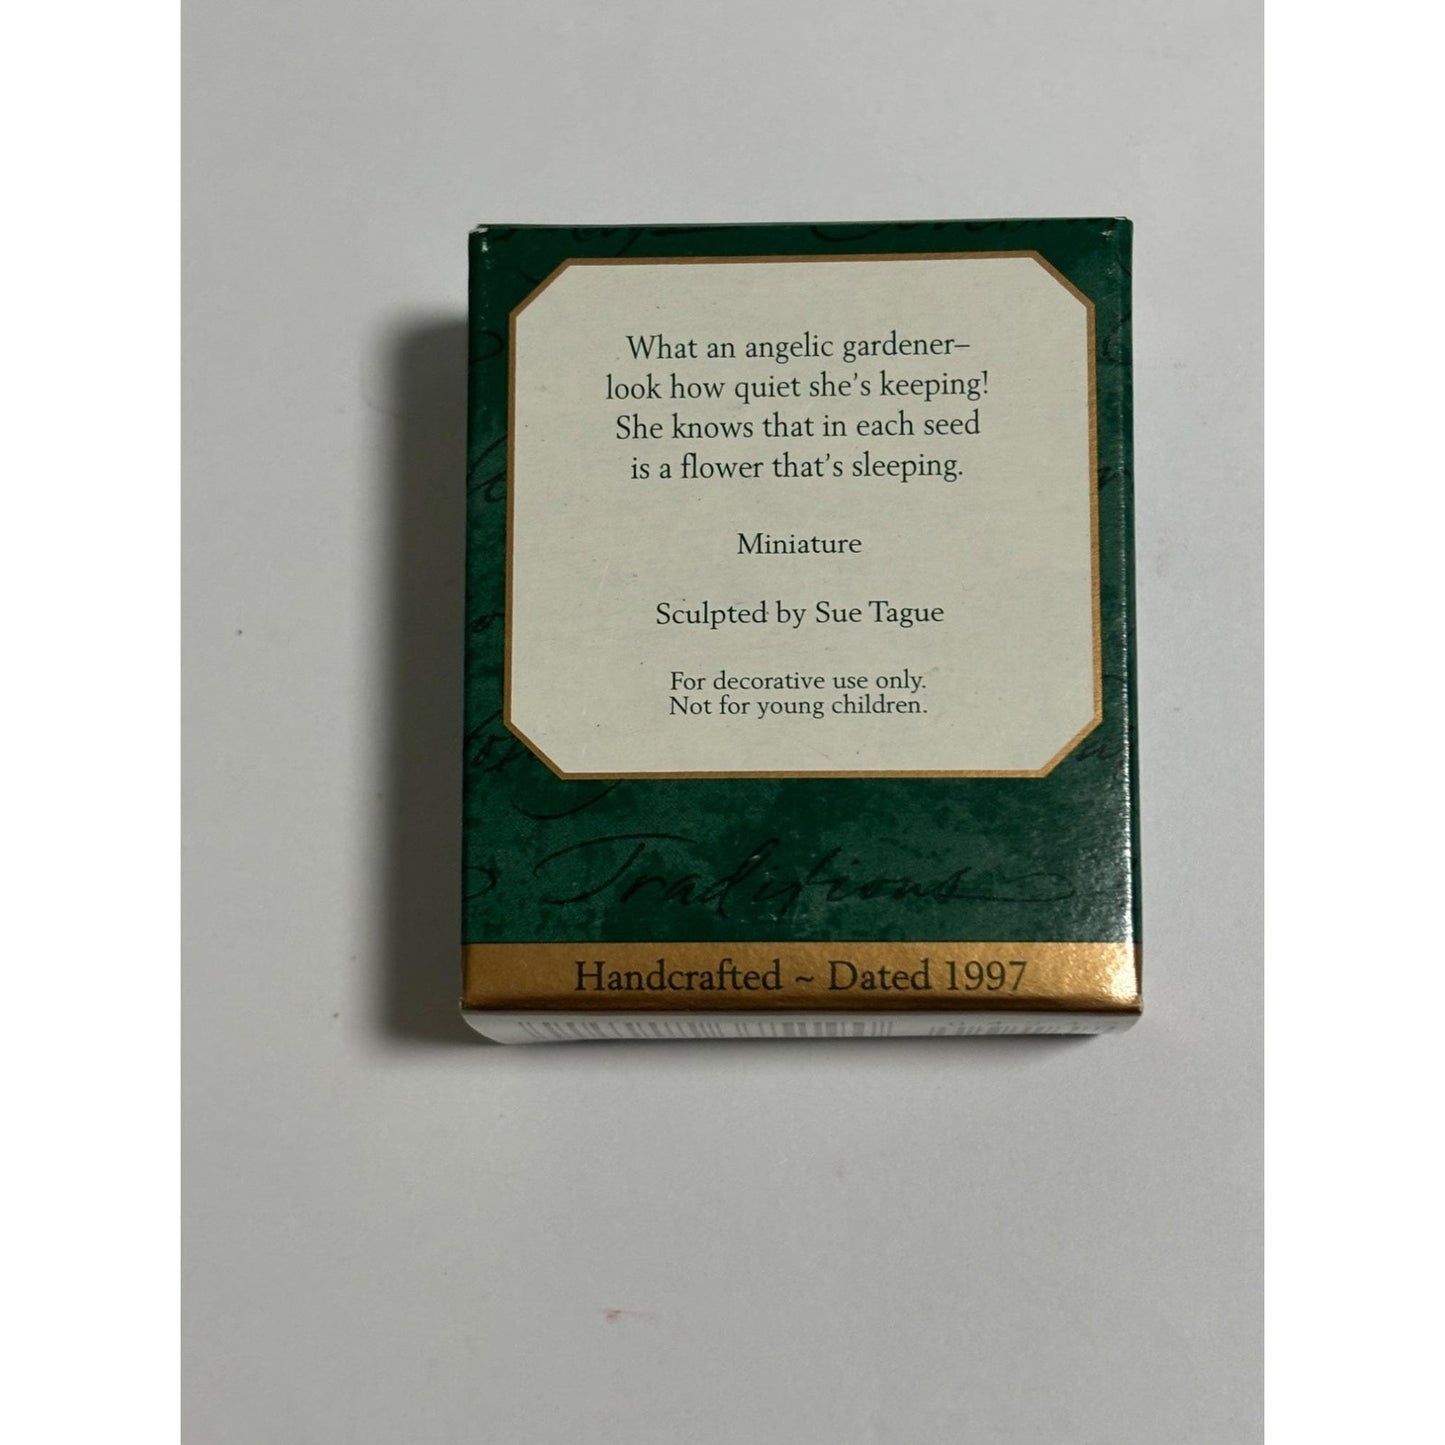 What an angelic gardener–
look how quiet she's keeping!
She knows that in each seed
is a flower that's sleeping.
Miniature
Sculpted by Sue Tague
For decorative use only.
Not for young children.
Traditions
Handcrafted ~ Dated 1997